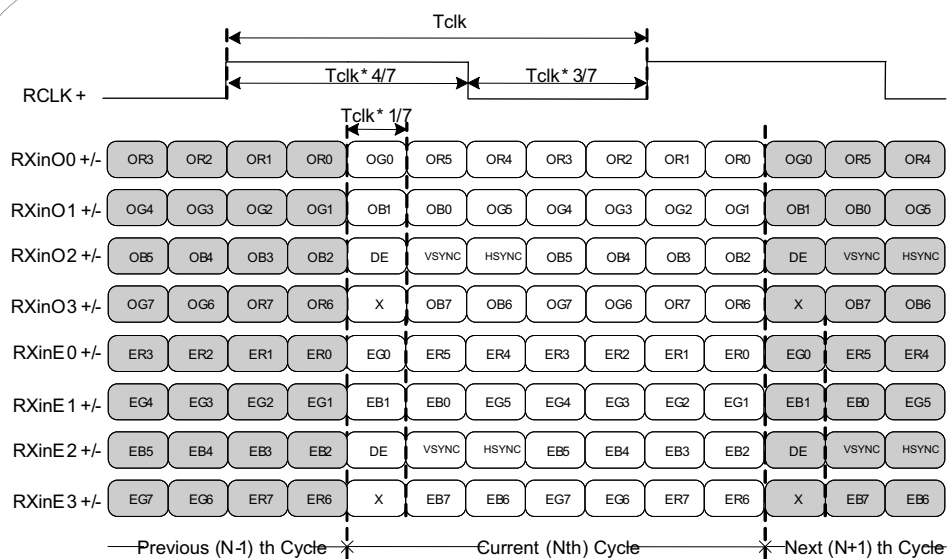 Tclk
Tclk* 4/7 Tclk* 3/7
RCLK +
Tclk* 1/7
RXinO0 +/- OR3 OR2 OR1 OR0 OG0 OR5 OR4 OR3 OR2 OR1 OR0 OG0 OR5 OR4
RXinO1 +/- OG4 OG3 OG2 OG1 OB1 OB0 OG5 OG4 OG3 OG2 OG1 OB1 OB0 OG5
RXinO2 +/- OB5 OB4 OB3 OB2 DE VSYNC HSYNC OB5 OB4 OB3 OB2 DE VSYNC HSYNC
RXinO3 +/- OG7 OG6 OR7 OR6 X OB7 OB6 OG7 OG6 OR7 OR6 X OB7 OB6
RXinE0 +/- ER3 ER2 ER1 ER0 EG0 ER5 ER4 ER3 ER2 ER1 ER0 EG0 ER5 ER4
RXinE1 +/- EG4 EG3 EG2 EG1 EB1 EB0 EG5 EG4 EG3 EG2 EG1 EB1 EB0 EG5
RXinE2 +/- EB5 EB4 EB3 EB2 DE VSYNC HSYNC EB5 EB4 EB3 EB2 DE VSYNC HSYNC
RXinE3 +/- EG7 EG6 ER7 ER6 X EB7 EB6 EG7 EG6 ER7 ER6 X EB7 EB6
Previous (N-1) th Cycle Current (Nth) Cycle Next (N+1) th Cycle